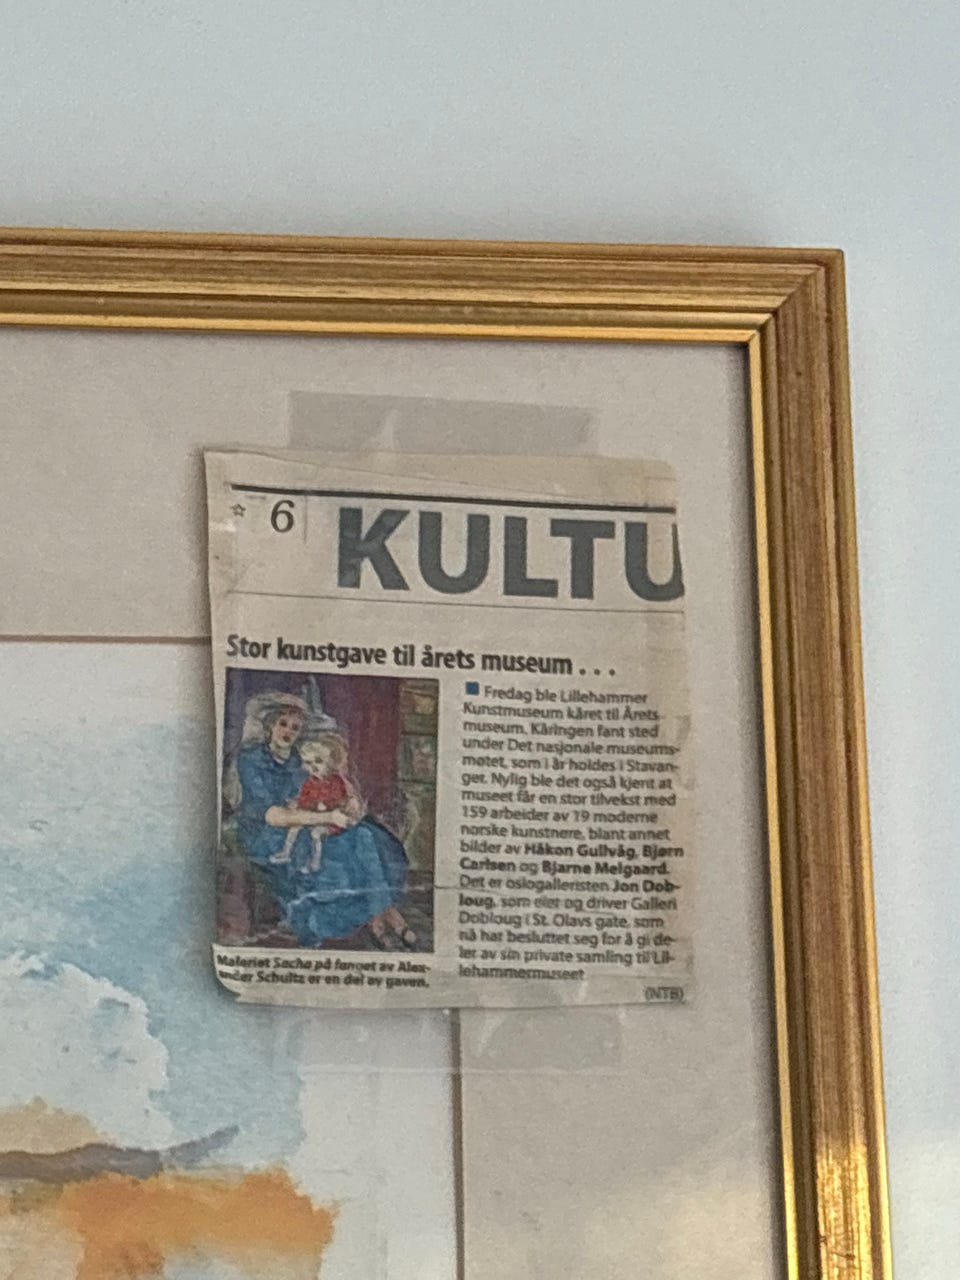 6
KULTU
Stor kunstgave til årets museum . . .
Fredag ble Lillehammer
Kunstmuseum kåret til Årets
museum. Kåringen fant sted
under Det nasjonale museums-
møtet, som i år holdes i Stavan-
ger. Nylig ble det også kjent at
museet får en stor tilvekst med
159 arbeider av 19 moderne
norske kunstnere, blant annet
bilder av Håkon Gullvåg, Bjørn
Carlsen og Bjarne Melgaard.
Det er oslogalleristen Jon Dob-
loug, som eier og driver Galleri
Dobloug i St. Olavs gate, som
nå har besluttet seg for å gi de-
ler av sin private samling til Lil-
lehammermuseet
(NTB)
Maleriet Sacha på fanget av Alex-
ander Schultz er en del av gaven.